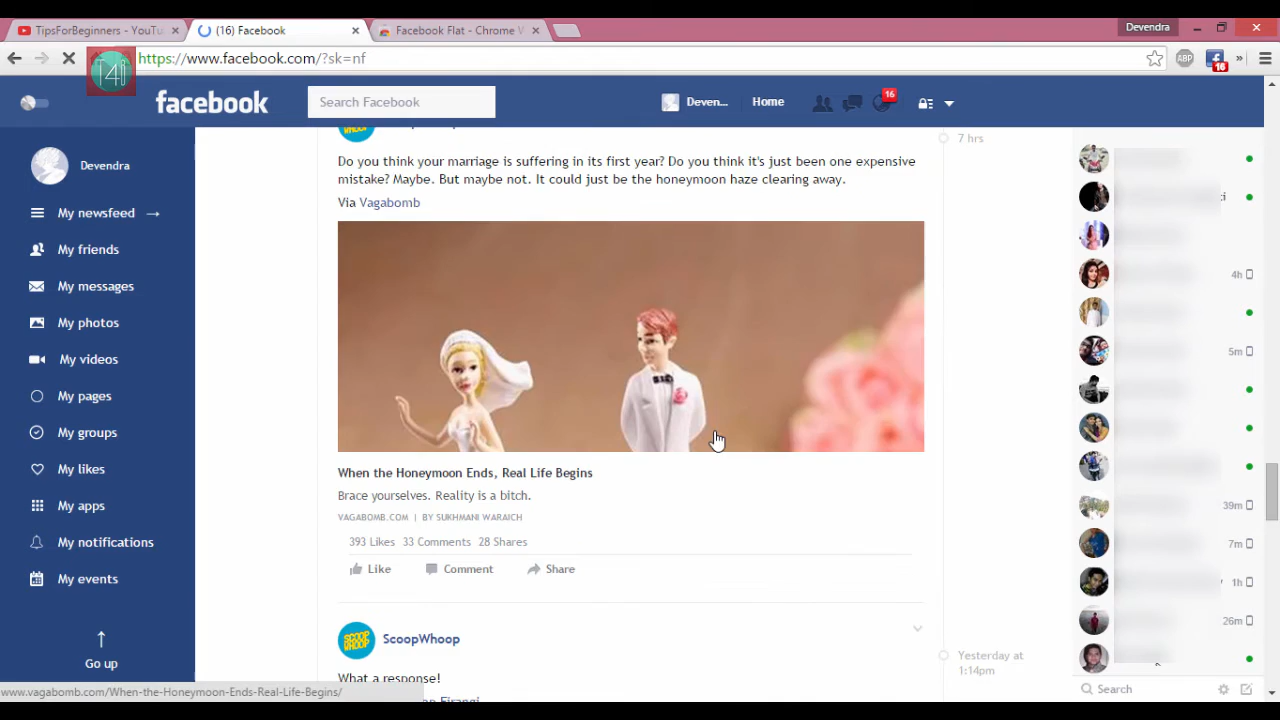 TipsForBeginners - YouTu
(16) Facebook
Facebook Flat - Chrome W
Devendra
https://www.facebook.com/?sk=nf
ABP
16
T4B
facebook
Search Facebook
Deven...
Home
16
Devendra
My newsfeed
My friends
My messages
My photos
My videos
My pages
My groups
My likes
My apps
My notifications
My events
Go up
7 hrs
Do you think your marriage is suffering in its first year? Do you think it's just been one expensive
mistake? Maybe. But maybe not. It could just be the honeymoon haze clearing away.
Via Vagabomb
When the Honeymoon Ends, Real Life Begins
Brace yourselves. Reality is a bitch.
VAGABOMB.COM | BY SUKHMANI WARAICH
393 Likes 33 Comments 28 Shares
Like Comment Share
SCOOP WHOOP
ScoopWhoop
Yesterday at
1:14pm
What a response!
4h
5m
39m
7m
1h
26m
Search
www.vagabomb.com/When-the-Honeymoon-Ends-Real-Life-Begins/